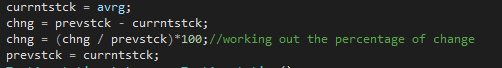 currntstck = avrg;
chng = prevstck - currntstck;
chng = (chng / prevstck)*100;//working out the percentage of change
prevstck = currntstck;